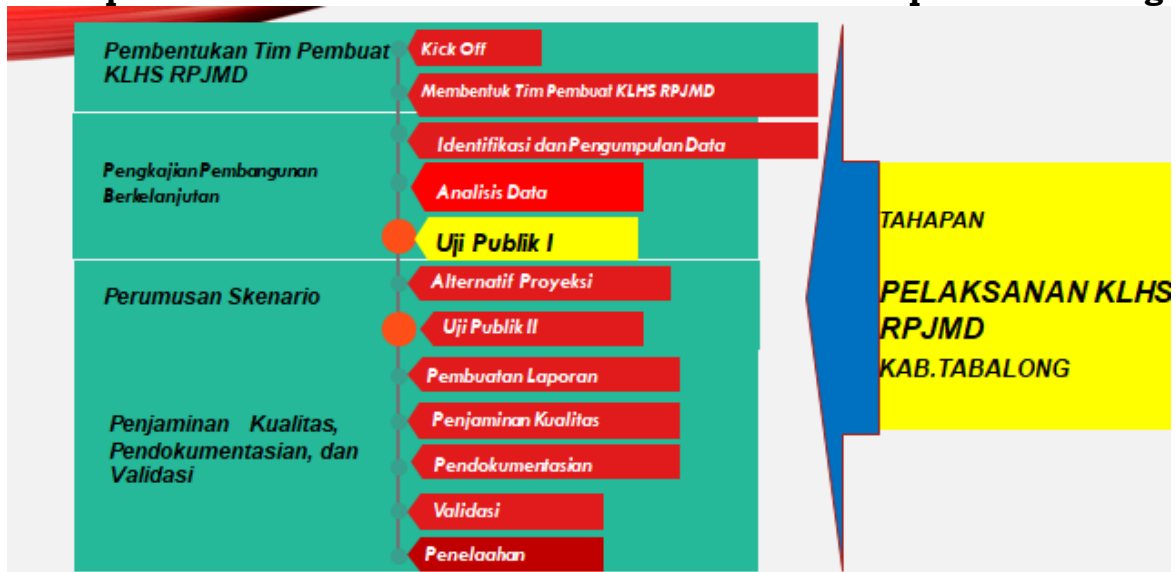 Pembentukan Tim Pembuat
KLHS RPJMD
Kick Off
Membentuk Tim Pembuat KLHS RPJMD
Pengkajian Pembangunan
Berkelanjutan
Identifikasi dan Pengumpulan Data
Analisis Data
Uji Publik I
Perumusan Skenario
Alternatif Proyeksi
Uji Publik II
Penjaminan Kualitas,
Pendokumentasian, dan
Validasi
Pembuatan Laporan
Penjaminan Kualitas
Pendokumentasian
Validasi
Penelaahan
TAHAPAN
PELAKSANAN KLHS
RPJMD
KAB.TABALONG